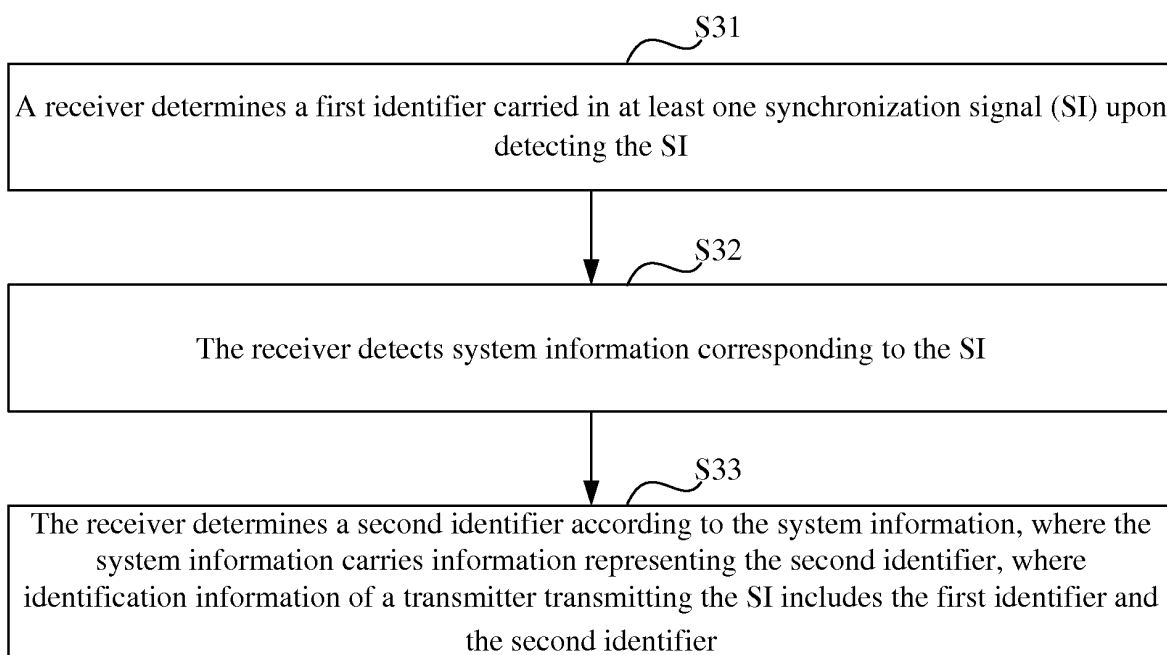 S31
A receiver determines a first identifier carried in at least one synchronization signal (SI) upon
detecting the SI
S32
The receiver detects system information corresponding to the SI
S33
The receiver determines a second identifier according to the system information, where the
system information carries information representing the second identifier, where
identification information of a transmitter transmitting the SI includes the first identifier and
the second identifier